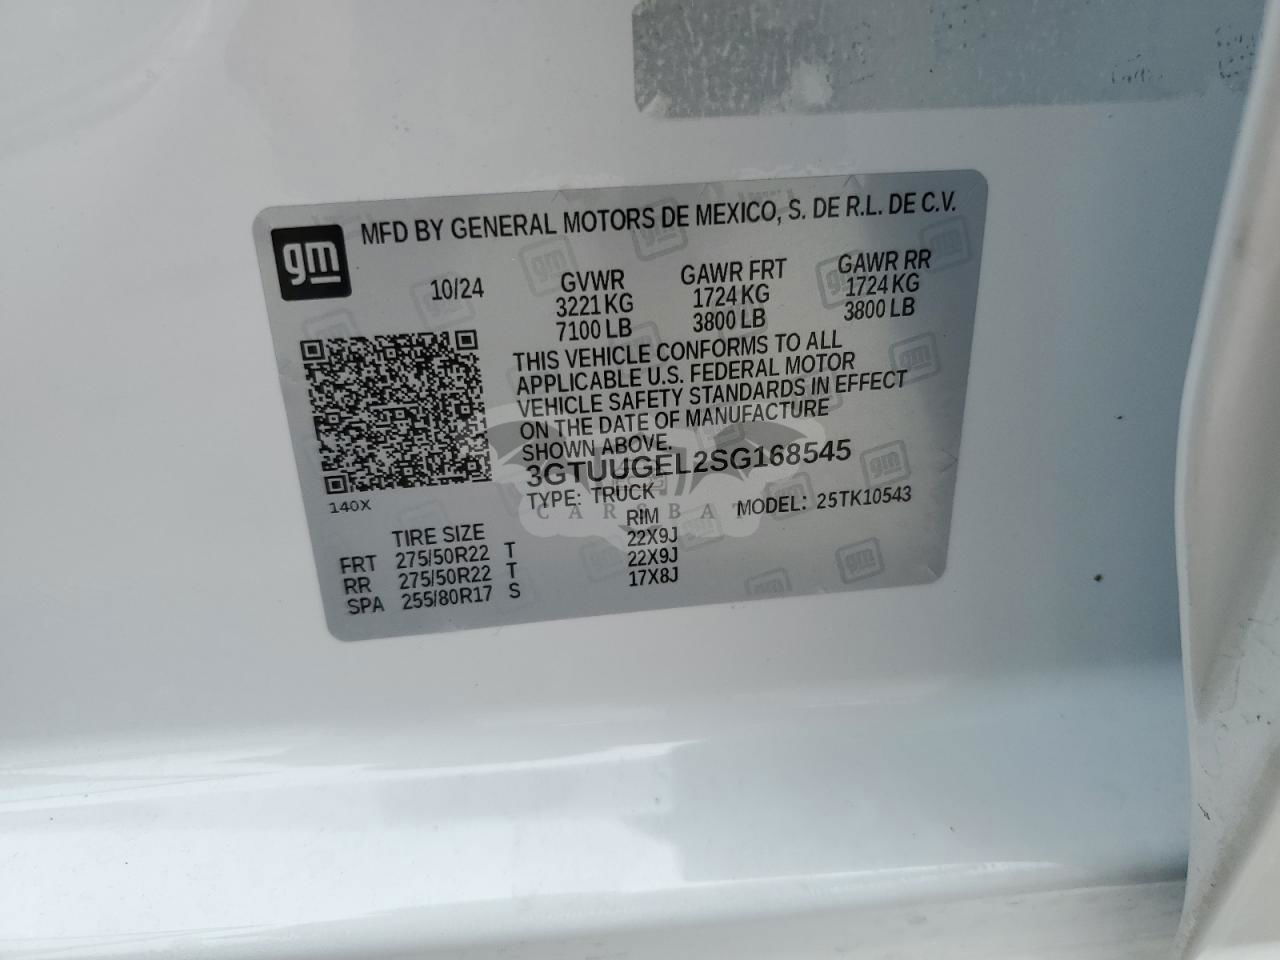 MFD BY GENERAL MOTORS DE MEXICO, S. DE R.L. DE C.V.
gm
10/24
GVWR GAWR FRT GAWR RR
3221 KG 1724 KG 1724 KG
7100 LB 3800 LB 3800 LB
THIS VEHICLE CONFORMS TO ALL
APPLICABLE U.S. FEDERAL MOTOR
VEHICLE SAFETY STANDARDS IN EFFECT
ON THE DATE OF MANUFACTURE
SHOWN ABOVE.
3GTUUGEL2SG168545
140X
TYPE: TRUCK MODEL: 25TK10543
TIRE SIZE RIM
FRT 275/50R22 T 22X9J
RR 275/50R22 T 22X9J
SPA 255/80R17 S 17X8J